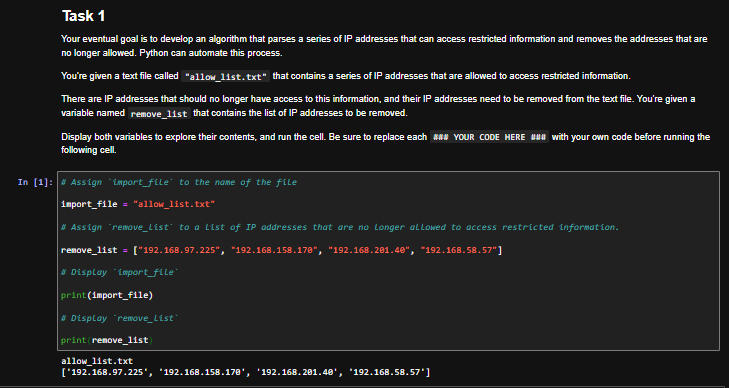 Task 1
Your eventual goal is to develop an algorithm that parses a series of IP addresses that can access restricted information and removes the addresses that are
no longer allowed. Python can automate this process.
You're given a text file called "allow_list.txt" that contains a series of IP addresses that are allowed to access restricted information.
There are IP addresses that should no longer have access to this information, and their IP addresses need to be removed from the text file. You're given a
variable named remove_list that contains the list of IP addresses to be removed.
Display both variables to explore their contents, and run the cell. Be sure to replace each ### YOUR CODE HERE ### with your own code before running the
following cell.
In [1]: # Assign `import_file` to the name of the file
import_file = "allow_list.txt"
# Assign `remove_list` to a list of IP addresses that are no longer allowed to access restricted information.
remove_list = ["192.168.97.225", "192.168.158.170", "192.168.201.40", "192.168.58.57"]
# Display `import_file`
print(import_file)
# Display `remove_list`
print(remove_list)
allow_list.txt
['192.168.97.225', '192.168.158.170', '192.168.201.40', '192.168.58.57']